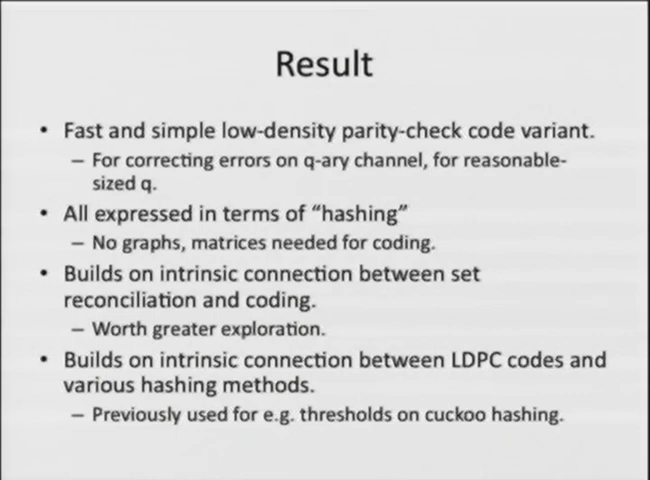 Result
• Fast and simple low-density parity-check code variant.
– For correcting errors on q-ary channel, for reasonable-
sized q.
• All expressed in terms of “hashing”
– No graphs, matrices needed for coding.
• Builds on intrinsic connection between set
reconciliation and coding.
– Worth greater exploration.
• Builds on intrinsic connection between LDPC codes and
various hashing methods.
– Previously used for e.g. thresholds on cuckoo hashing.